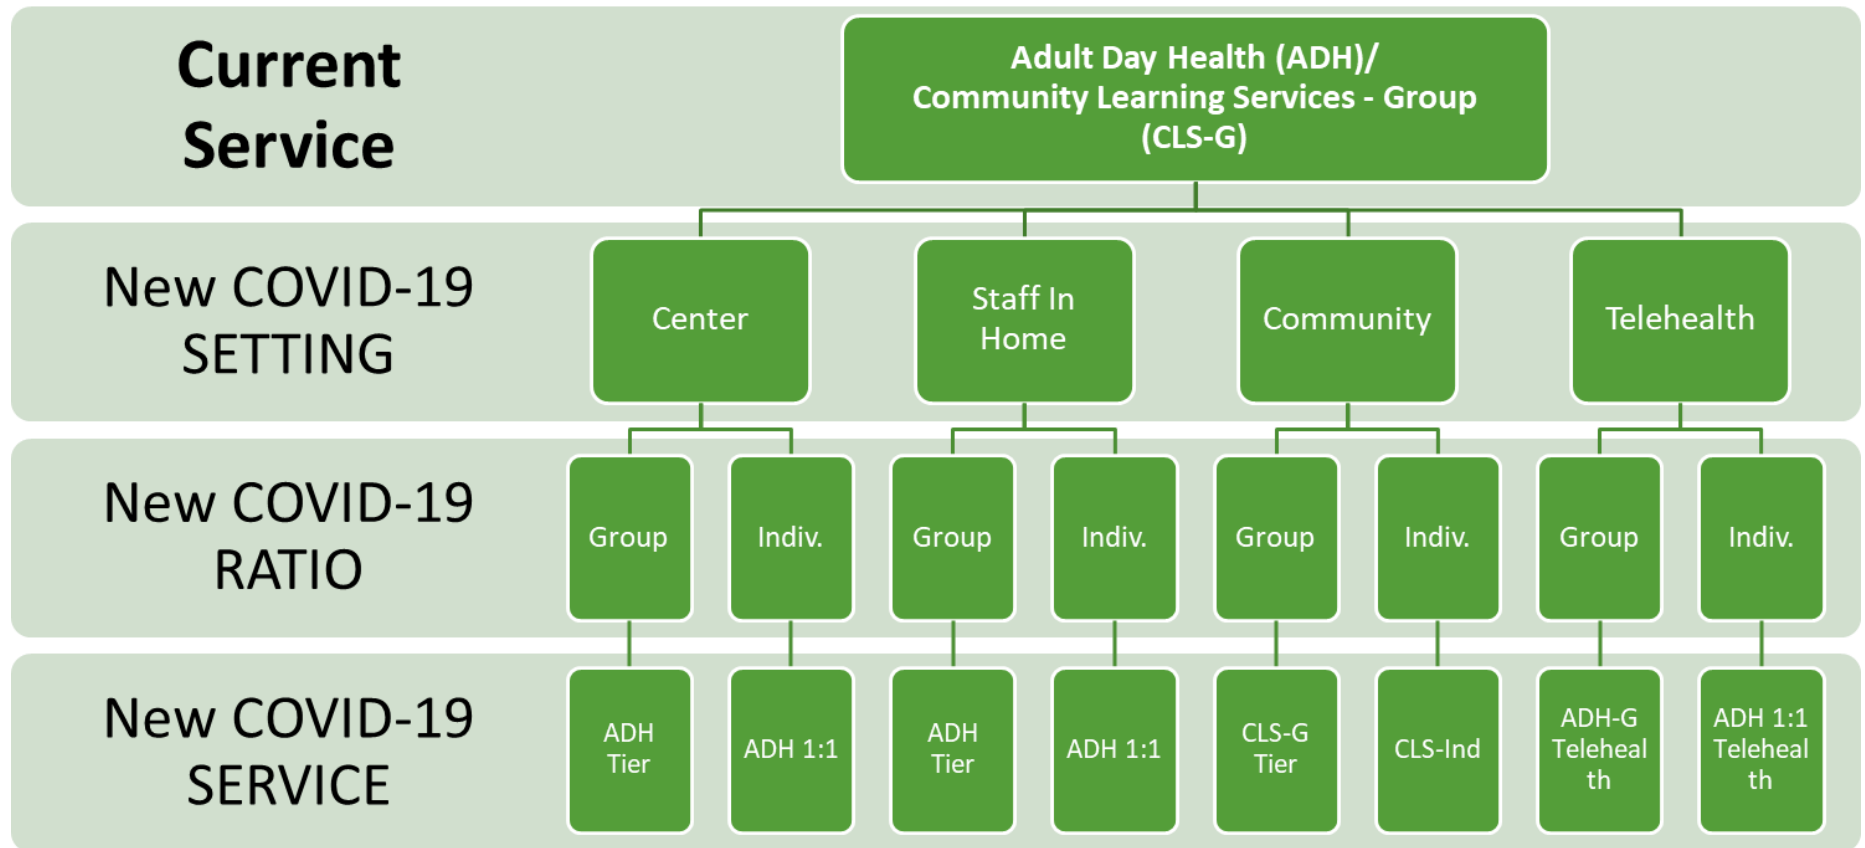 Current
Service
Adult Day Health (ADH)/
Community Learning Services - Group
(CLS-G)
New COVID-19
SETTING
Center
Staff In
Home
Community
Telehealth
New COVID-19
RATIO
Group
Indiv.
Group
Indiv.
Group
Indiv.
Group
Indiv.
New COVID-19
SERVICE
ADH
Tier
ADH 1:1
ADH
Tier
ADH 1:1
CLS-G
Tier
CLS-Ind
ADH-G
Teleheal
th
ADH 1:1
Teleheal
th